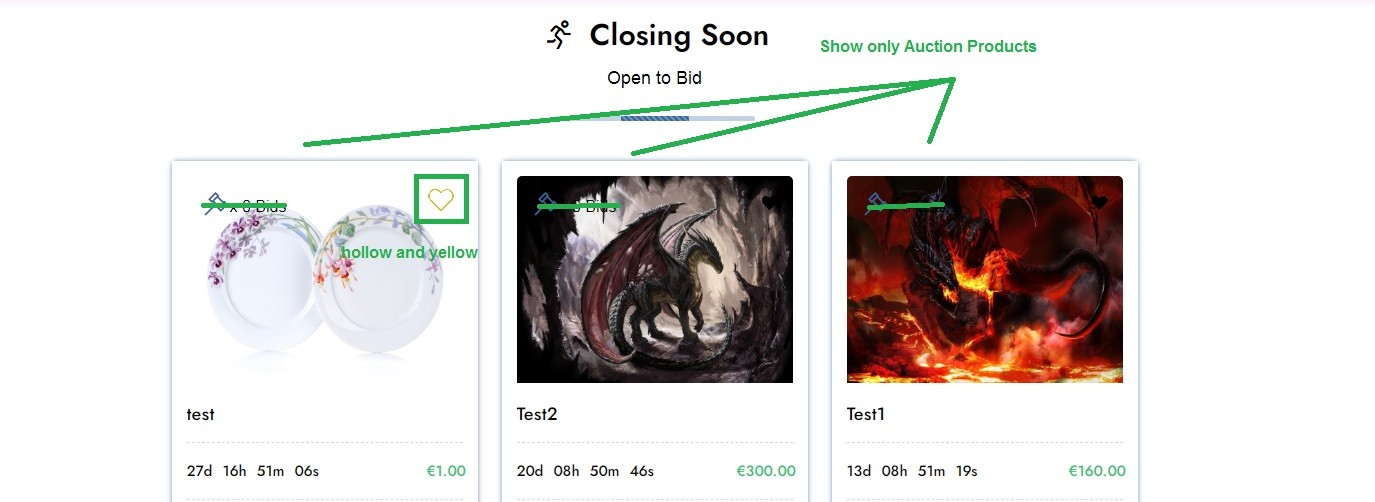 Closing Soon
Show only Auction Products
Open to Bid
x 0 Bids
Bids
hollow and yellow
test
Test2
Test1
27d 16h 51m 06s
€1.00
20d 08h 50m 46s
€300.00
13d 08h 51m 19s
€160.00